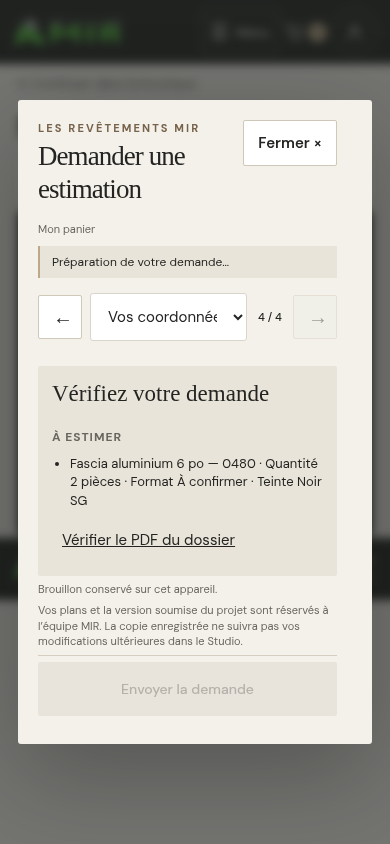 LES REVÊTEMENTS MIR
Demander une
estimation
Fermer ×
Mon panier
Préparation de votre demande…
←
Vos coordonnée
4 / 4
→
Vérifiez votre demande
À ESTIMER
• Fascia aluminium 6 po — 0480 · Quantité
2 pièces · Format À confirmer · Teinte Noir
SG
Vérifier le PDF du dossier
Brouillon conservé sur cet appareil.
Vos plans et la version soumise du projet sont réservés à
l’équipe MIR. La copie enregistrée ne suivra pas vos
modifications ultérieures dans le Studio.
Envoyer la demande